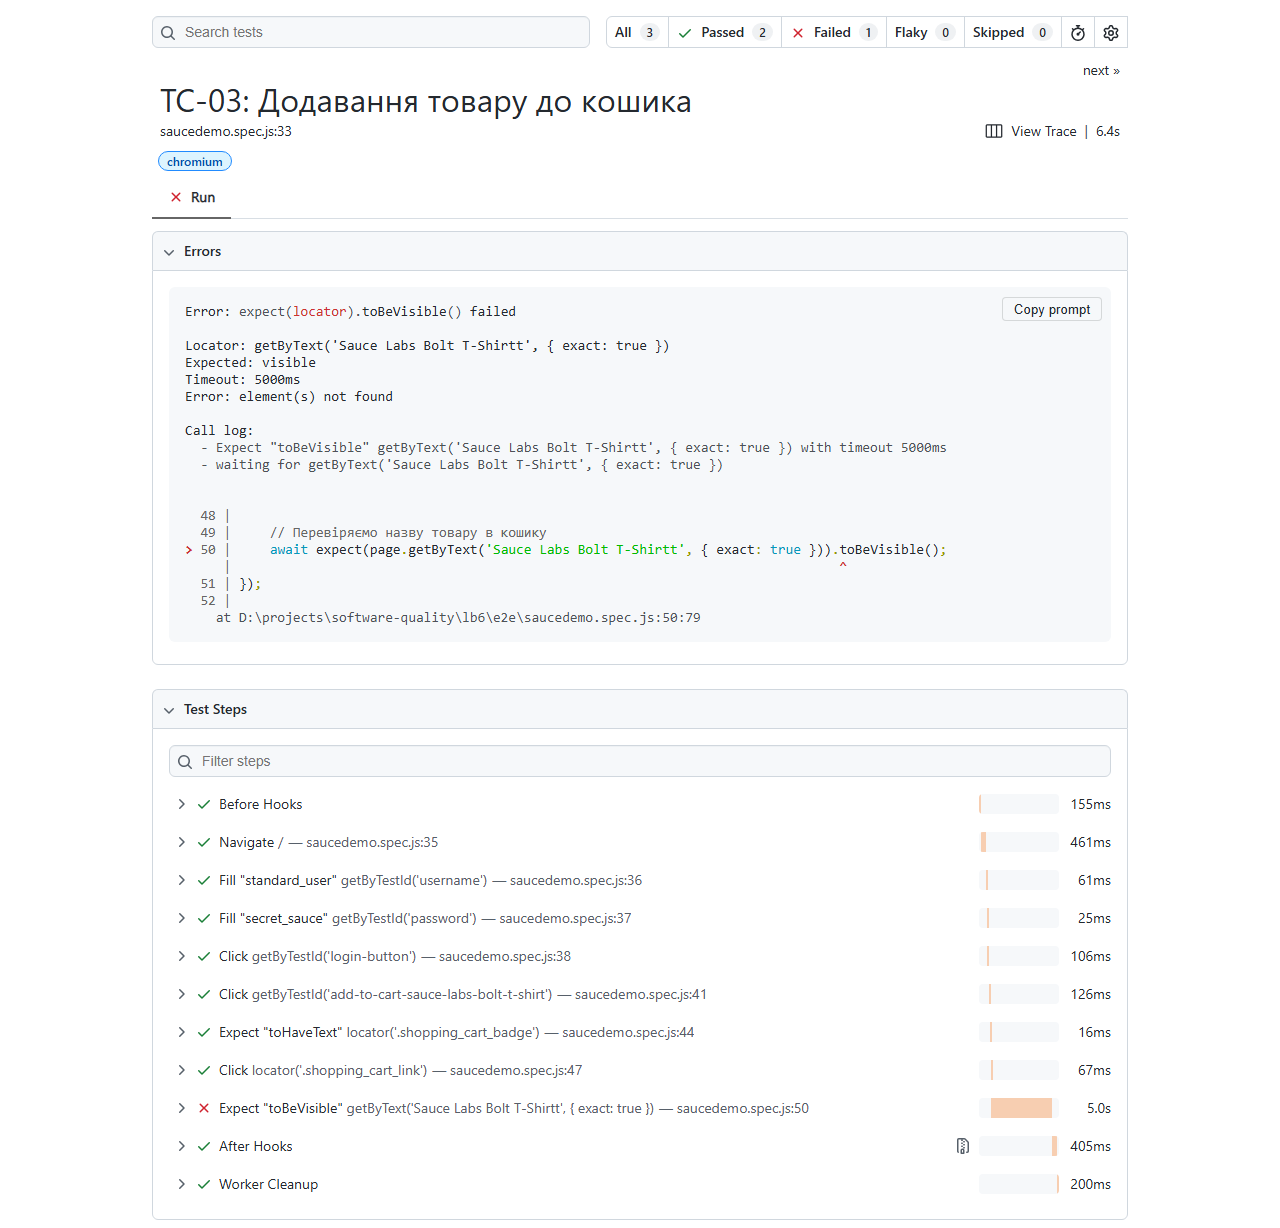 Search tests
All 3 Passed 2 Failed 1 Flaky 0 Skipped 0
next »
TC-03: Додавання товару до кошика
saucedemo.spec.js:33
View Trace | 6.4s
chromium
Run
Errors
Copy prompt
Error: expect(locator).toBeVisible() failed
Locator: getByText('Sauce Labs Bolt T-Shirtt', { exact: true })
Expected: visible
Timeout: 5000ms
Error: element(s) not found
Call log:
- Expect "toBeVisible" getByText('Sauce Labs Bolt T-Shirtt', { exact: true }) with timeout 5000ms
- waiting for getByText('Sauce Labs Bolt T-Shirtt', { exact: true })
48 |
49 | // Перевіряємо назву товару в кошику
> 50 | await expect(page.getByText('Sauce Labs Bolt T-Shirtt', { exact: true })).toBeVisible();
| ^
51 | });
52 |
at D:\projects\software-quality\lb6\e2e\saucedemo.spec.js:50:79
Test Steps
Filter steps
Before Hooks 155ms
Navigate / — saucedemo.spec.js:35 461ms
Fill "standard_user" getByTestId('username') — saucedemo.spec.js:36 61ms
Fill "secret_sauce" getByTestId('password') — saucedemo.spec.js:37 25ms
Click getByTestId('login-button') — saucedemo.spec.js:38 106ms
Click getByTestId('add-to-cart-sauce-labs-bolt-t-shirt') — saucedemo.spec.js:41 126ms
Expect "toHaveText" locator('.shopping_cart_badge') — saucedemo.spec.js:44 16ms
Click locator('.shopping_cart_link') — saucedemo.spec.js:47 67ms
Expect "toBeVisible" getByText('Sauce Labs Bolt T-Shirtt', { exact: true }) — saucedemo.spec.js:50 5.0s
After Hooks 405ms
Worker Cleanup 200ms